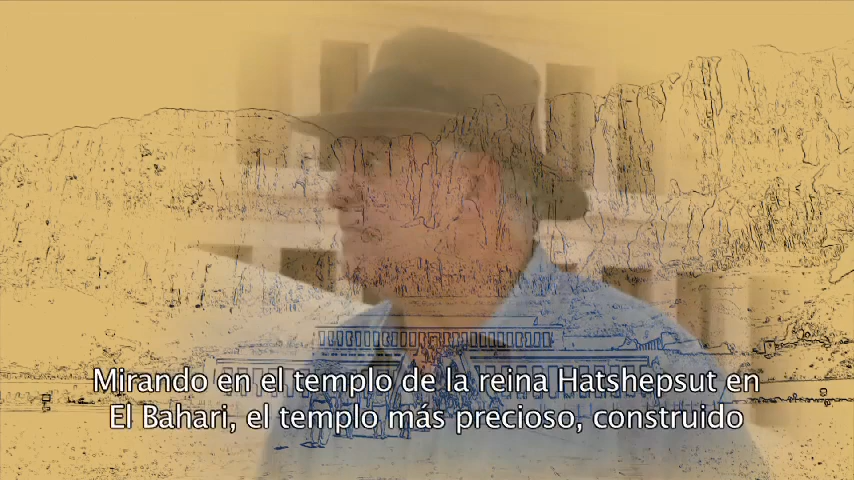 Mirando en el templo de la reina Hatshepsut en
El Bahari, el templo más precioso, construido